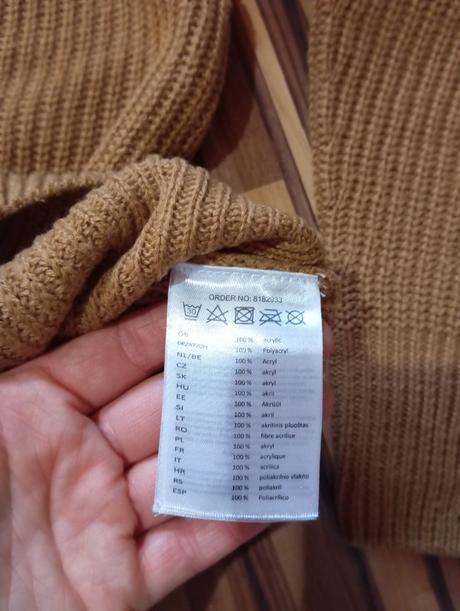 ORDER NO: 8182933
30
GB 100 % acrylic
DE/AT/CH 100 % Polyacryl
NL/BE 100 % Acryl
CZ 100 % akryl
SK 100 % akryl
HU 100 % akril
EE 100 % Akrüül
SI 100 % akril
LT 100 % akrilinis pluoštas
RO 100 % fibre acrilice
PL 100 % akryl
FR 100 % acrylique
IT 100 % acrilica
HR 100 % poliakrilno vlakno
RS 100 % poliakril
ESP 100 % Poliacrílico